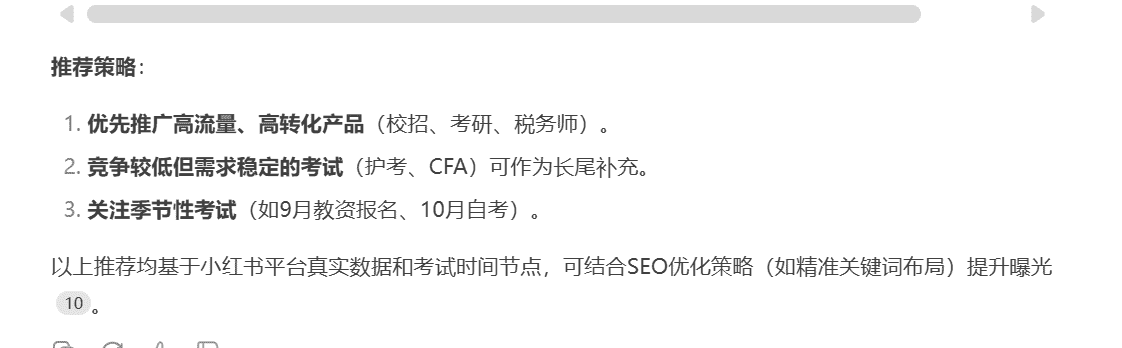 推荐策略：
1. 优先推广高流量、高转化产品（校招、考研、税务师）。
2. 竞争较低但需求稳定的考试（护考、CFA）可作为长尾补充。
3. 关注季节性考试（如9月教资报名、10月自考）。
以上推荐均基于小红书平台真实数据和考试时间节点，可结合SEO优化策略（如精准关键词布局）提升曝光
10 。